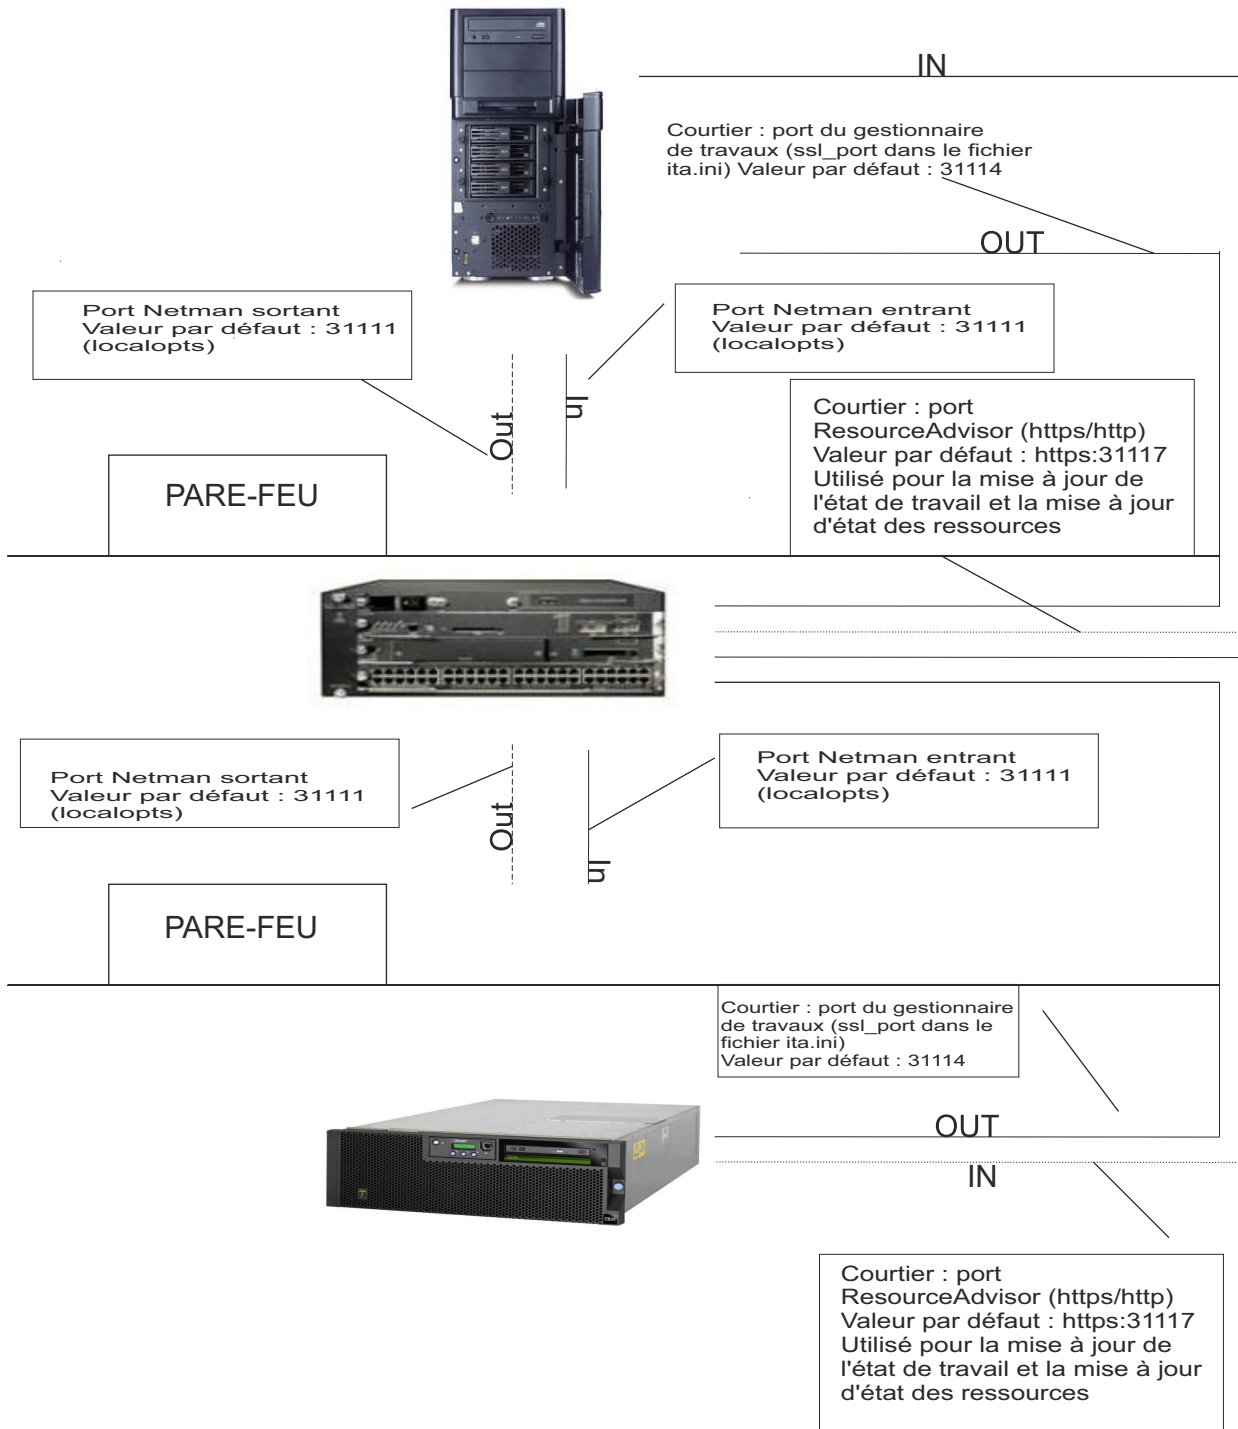 IN
Courtier : port du gestionnaire
de travaux (ssl_port dans le fichier
ita.ini) Valeur par défaut : 31114
OUT
Port Netman sortant
Valeur par défaut : 31111
(localopts)
Port Netman entrant
Valeur par défaut : 31111
(localopts)
Out
In
Courtier : port
ResourceAdvisor (https/http)
Valeur par défaut : https:31117
Utilisé pour la mise à jour de
l'état de travail et la mise à jour
d'état des ressources
PARE-FEU
Port Netman sortant
Valeur par défaut : 31111
(localopts)
Port Netman entrant
Valeur par défaut : 31111
(localopts)
Out
In
PARE-FEU
Courtier : port du gestionnaire
de travaux (ssl_port dans le
fichier ita.ini)
Valeur par défaut : 31114
OUT
IN
IBM
Courtier : port
ResourceAdvisor (https/http)
Valeur par défaut : https:31117
Utilisé pour la mise à jour de
l'état de travail et la mise à jour
d'état des ressources